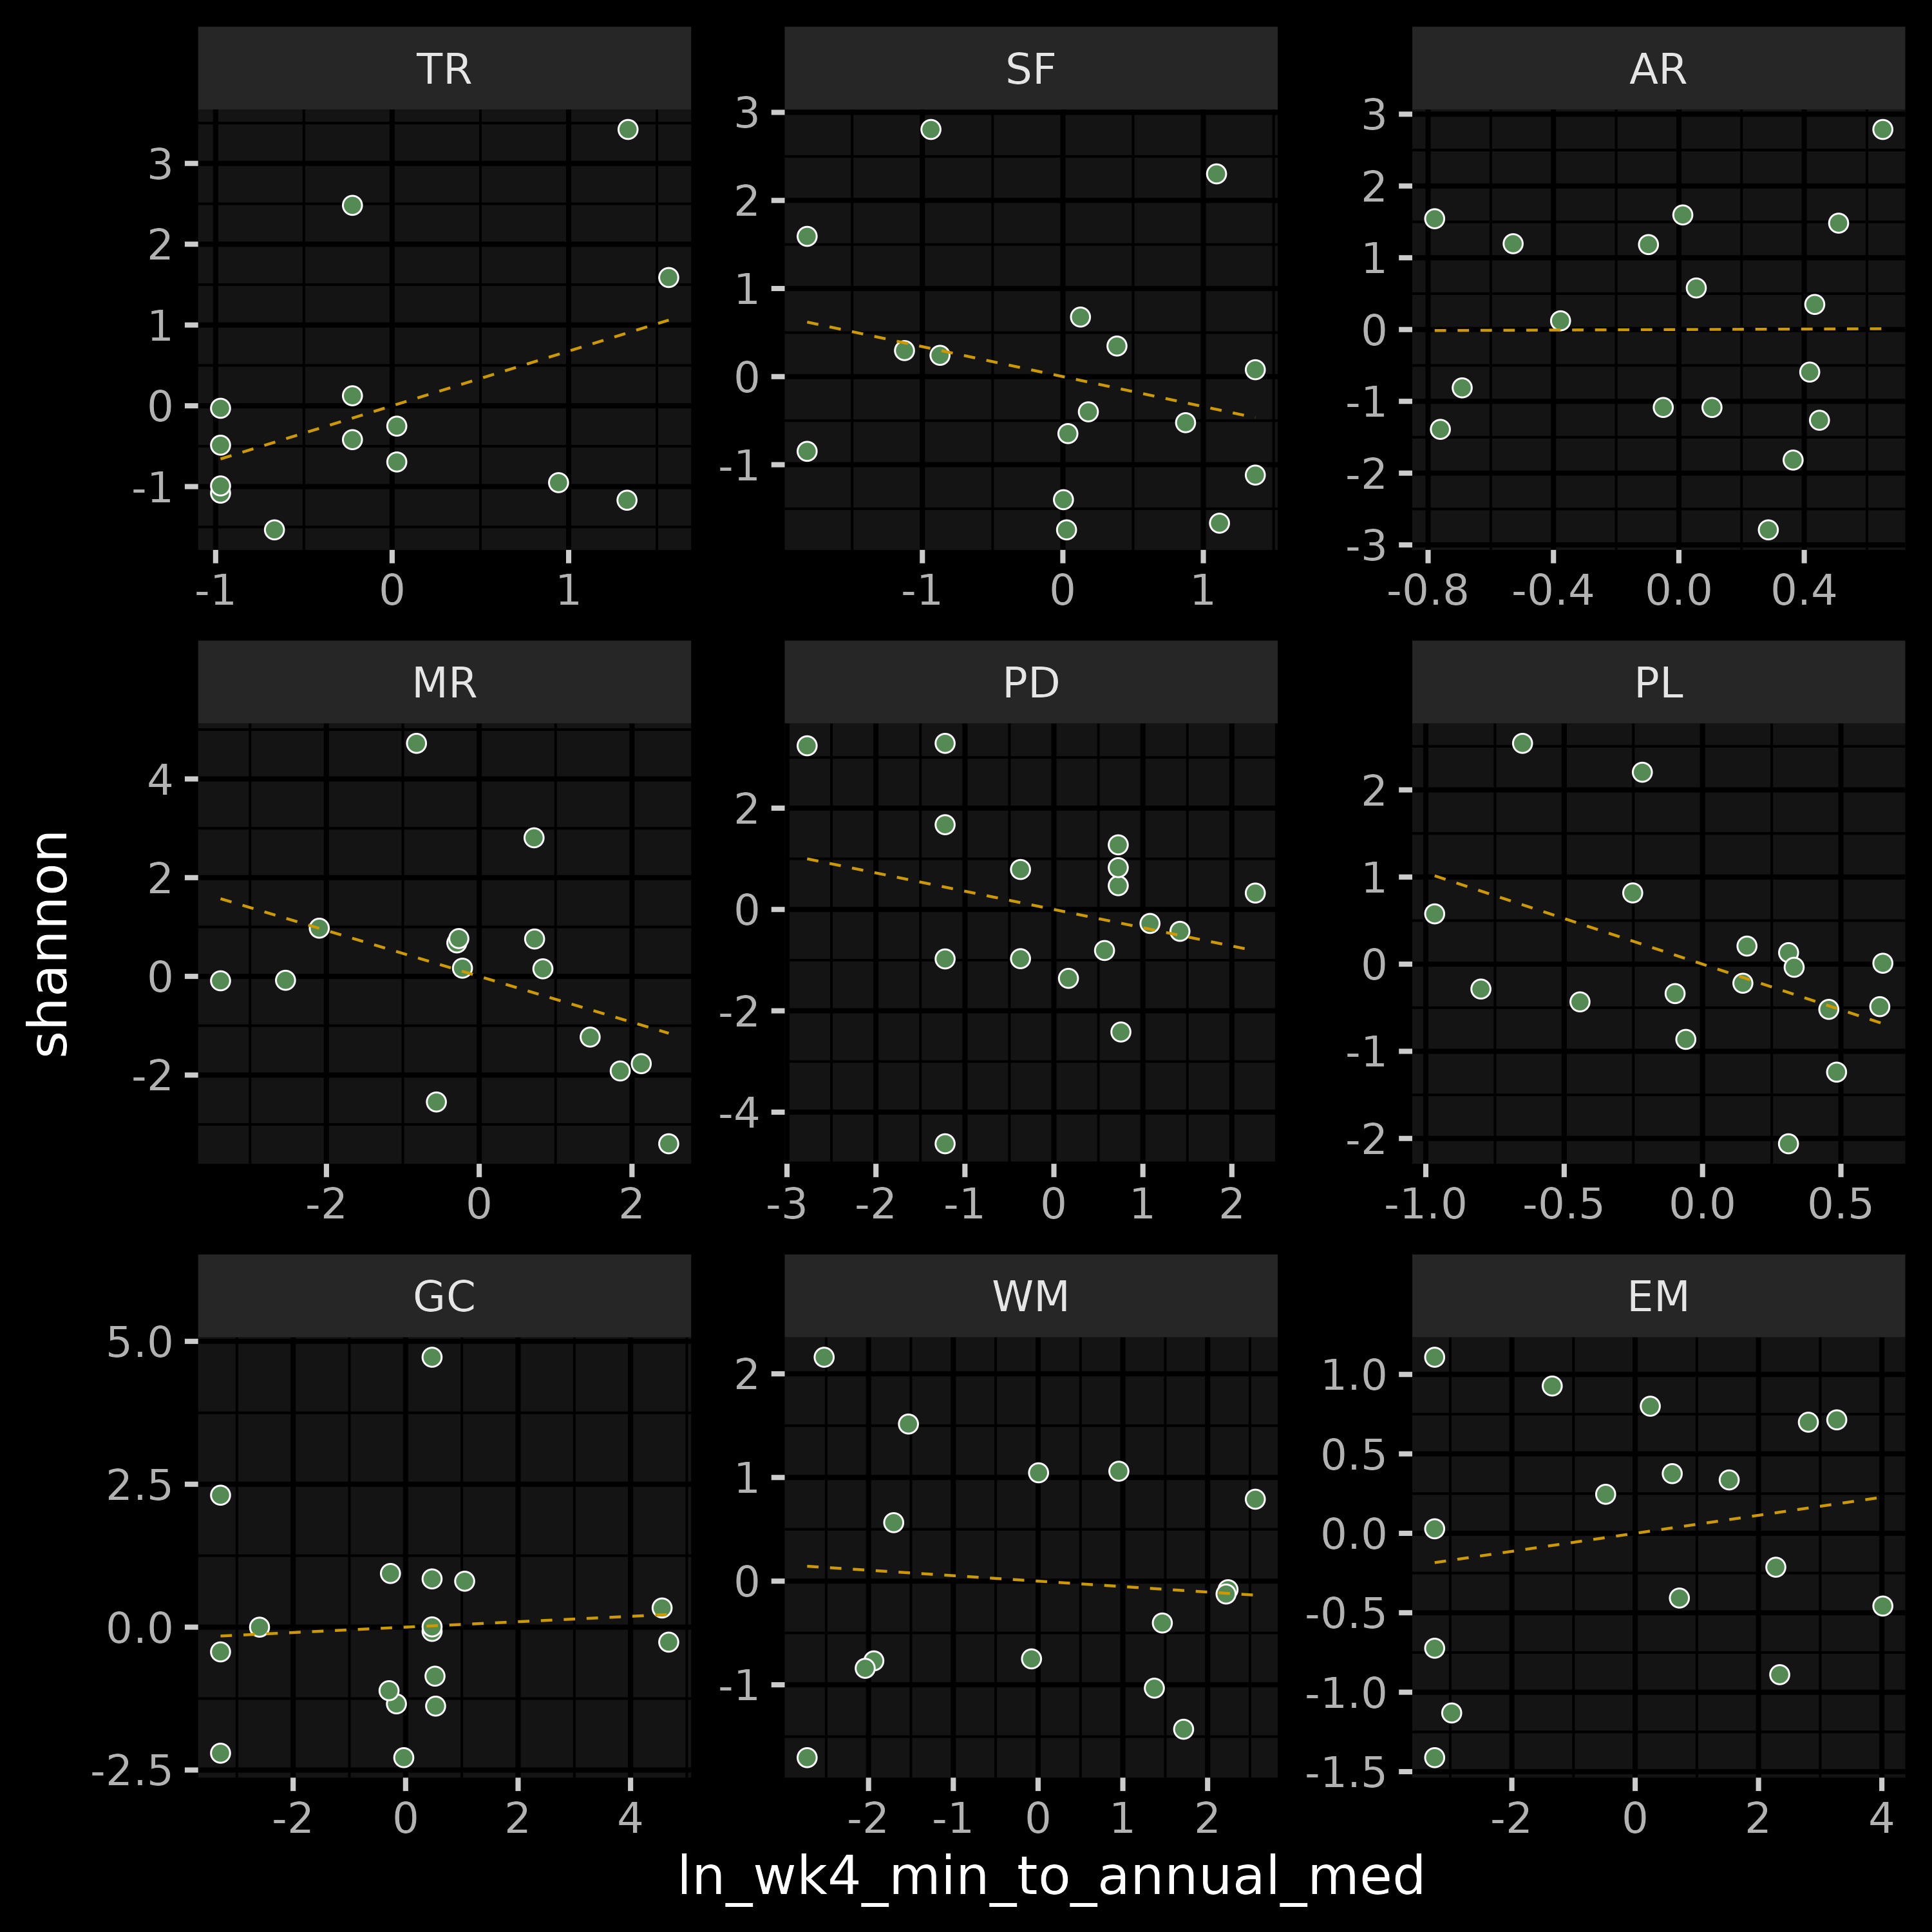 TR SF AR
3 2 1 0 -1
3 2 1 0 -1
3 2 1 0 -1 -2 -3
-1 0 1
-1 0 1
-0.8 -0.4 0.0 0.4
MR PD PL
4 2 0 -2
2 0 -2 -4
2 1 0 -1 -2
-2 0 2
-3 -2 -1 0 1 2
-1.0 -0.5 0.0 0.5
shannon
GC WM EM
5.0 2.5 0.0 -2.5
2 1 0 -1
1.0 0.5 0.0 -0.5 -1.0 -1.5
-2 0 2 4
-2 -1 0 1 2
-2 0 2 4
ln_wk4_min_to_annual_med